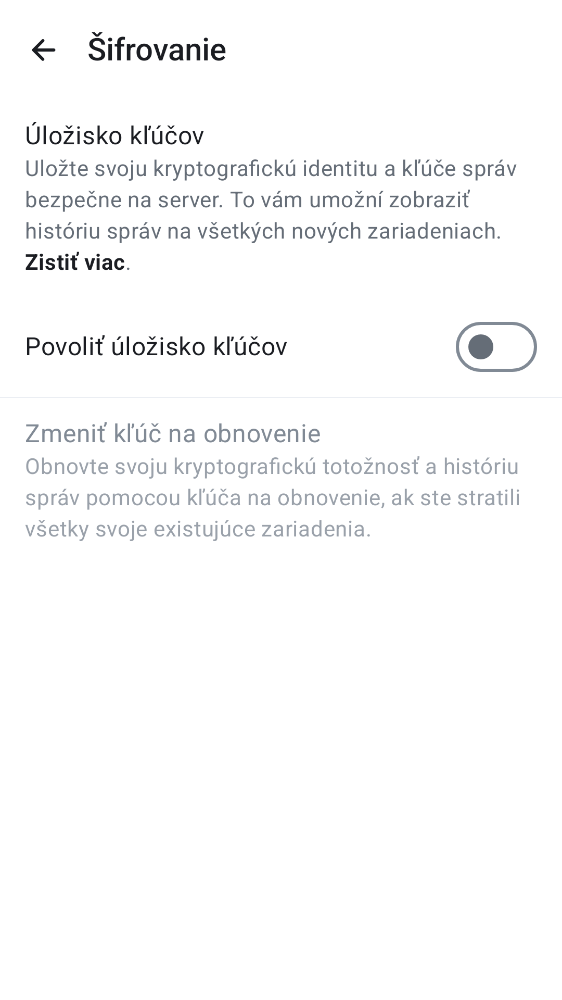 Šifrovanie
Úložisko kľúčov
Uložte svoju kryptografickú identitu a kľúče správ
bezpečne na server. To vám umožní zobraziť
históriu správ na všetkých nových zariadeniach.
Zistiť viac.
Povoliť úložisko kľúčov
Zmeniť kľúč na obnovenie
Obnovte svoju kryptografickú totožnosť a históriu
správ pomocou kľúča na obnovenie, ak ste stratili
všetky svoje existujúce zariadenia.